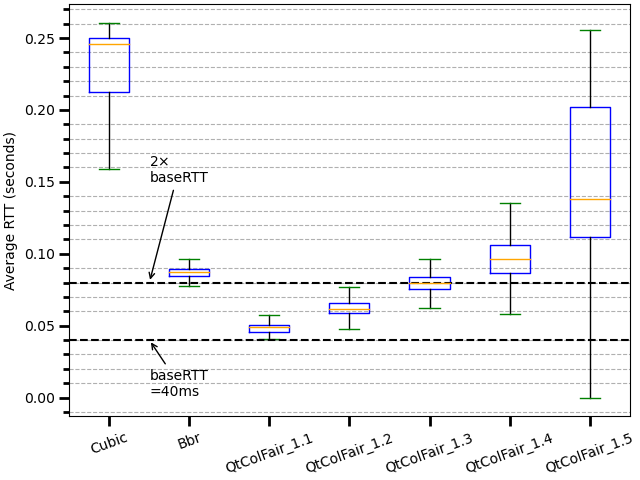 Average RTT (seconds)
0.25
0.20
0.15
0.10
0.05
0.00
2×
baseRTT
baseRTT
=40ms
Cubic
Bbr
QtColFair_1.1
QtColFair_1.2
QtColFair_1.3
QtColFair_1.4
QtColFair_1.5